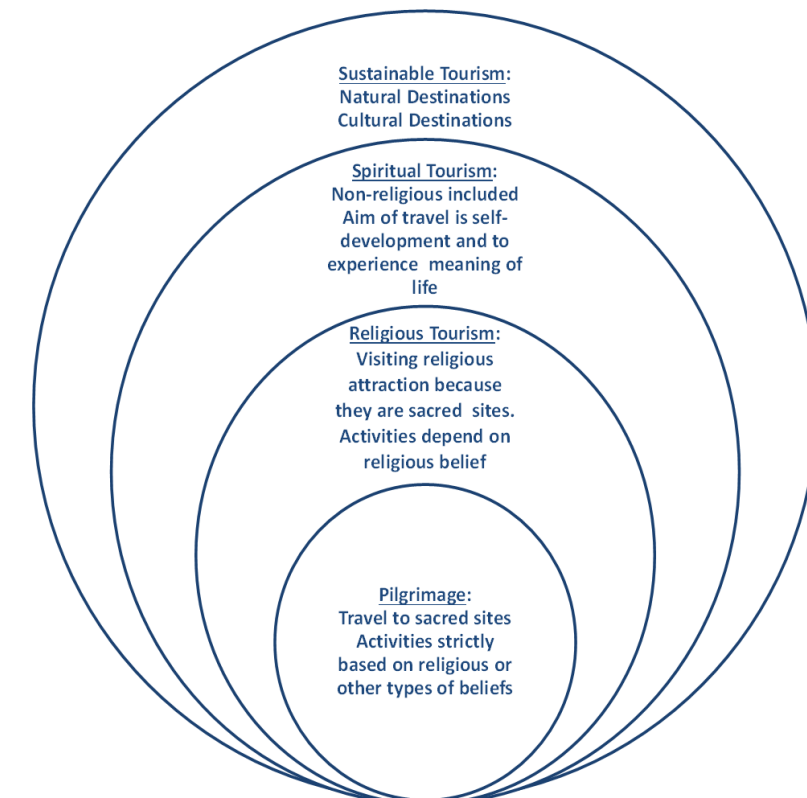 Sustainable Tourism:
Natural Destinations
Cultural Destinations
Spiritual Tourism:
Non-religious included
Aim of travel is self-
development and to
experience  meaning of
life
Religious Tourism:
Visiting religious
attraction because
they are sacred  sites.
Activities depend on
religious belief
Pilgrimage:
Travel to sacred sites
Activities strictly
based on religious or
other types of beliefs